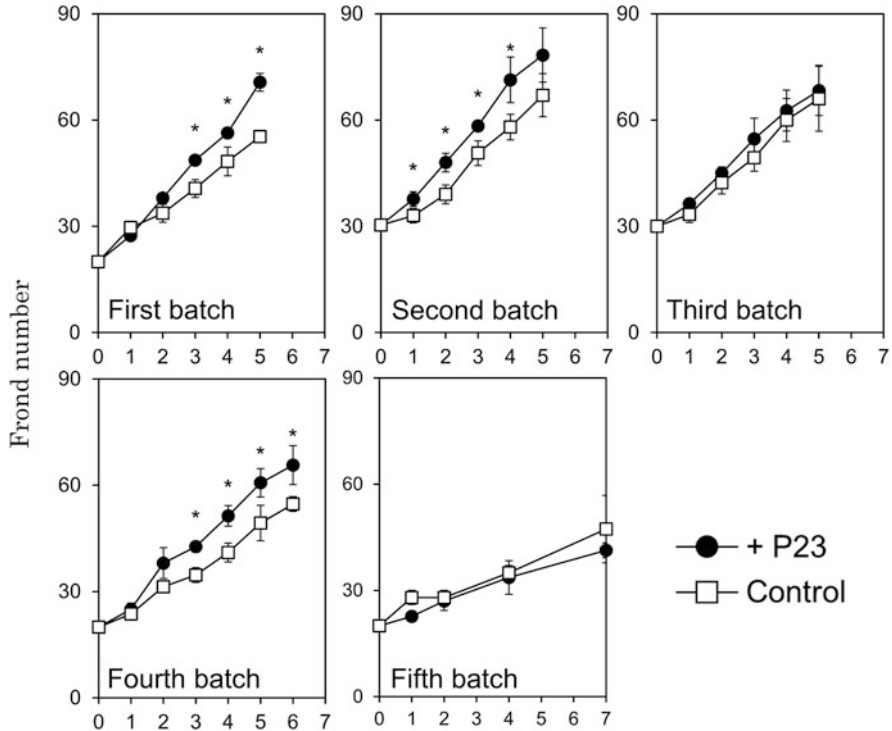 90
60
30
0
0 1 2 3 4 5 6 7
* * *
First batch
90
60
30
0
0 1 2 3 4 5 6 7
* * * *
Second batch
90
60
30
0
0 1 2 3 4 5 6 7
Third batch
Frond number
90
60
30
0
0 1 2 3 4 5 6 7
* * * *
Fourth batch
90
60
30
0
0 1 2 3 4 5 6 7
Fifth batch
+ P23
Control